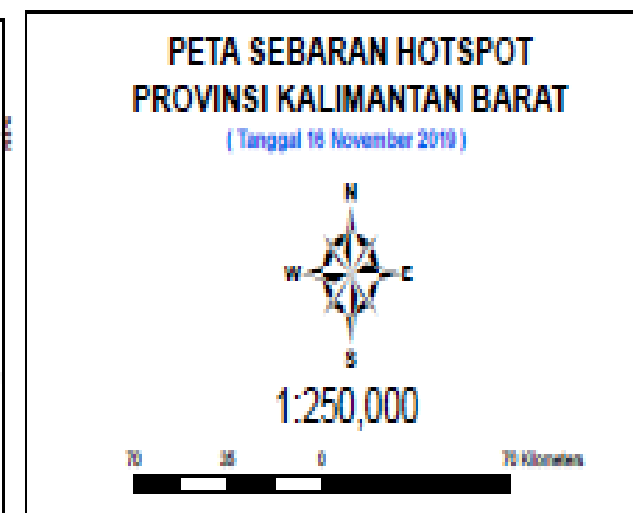 PETA SEBARAN HOTSPOT
PROVINSI KALIMANTAN BARAT
( Tanggal 16 November 2019 )
N
W E
S
1:250,000
70 35 0 70 Kilometers